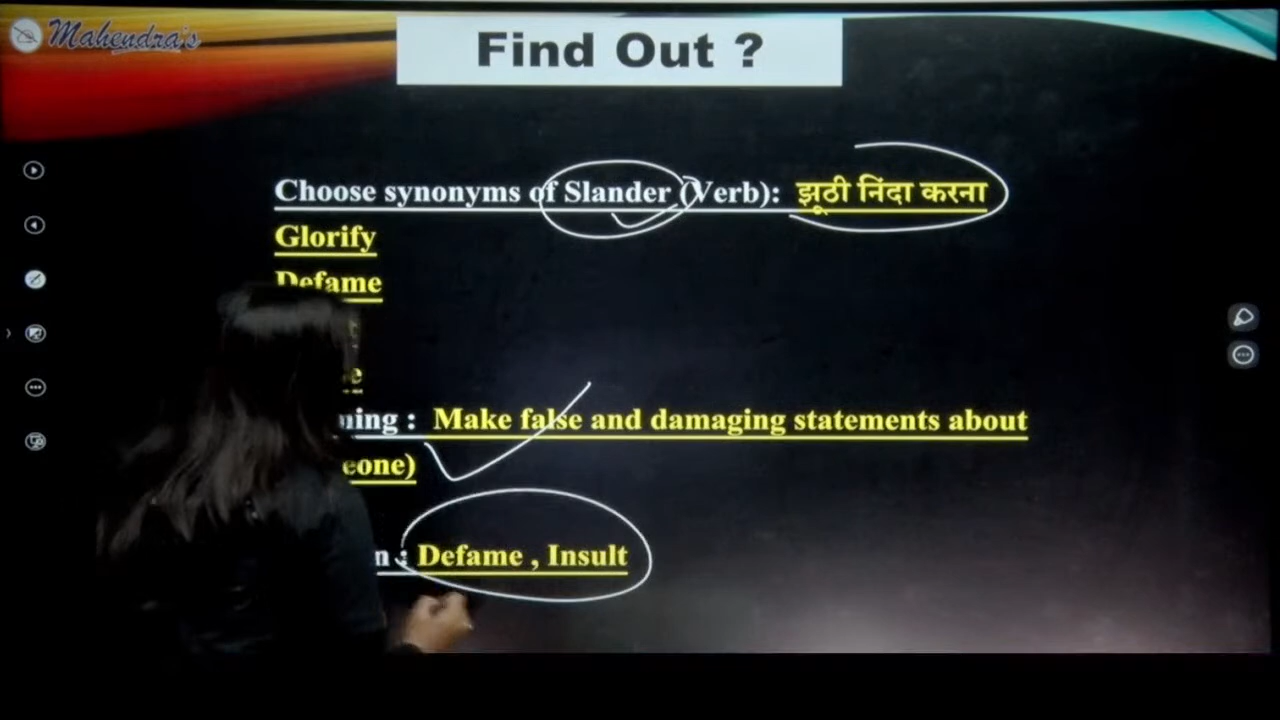 Mahendra's
Find Out ?
Choose synonyms of Slander (Verb): झूठी निंदा करना
Glorify
Defame
: Make false and damaging statements about
: Defame , Insult